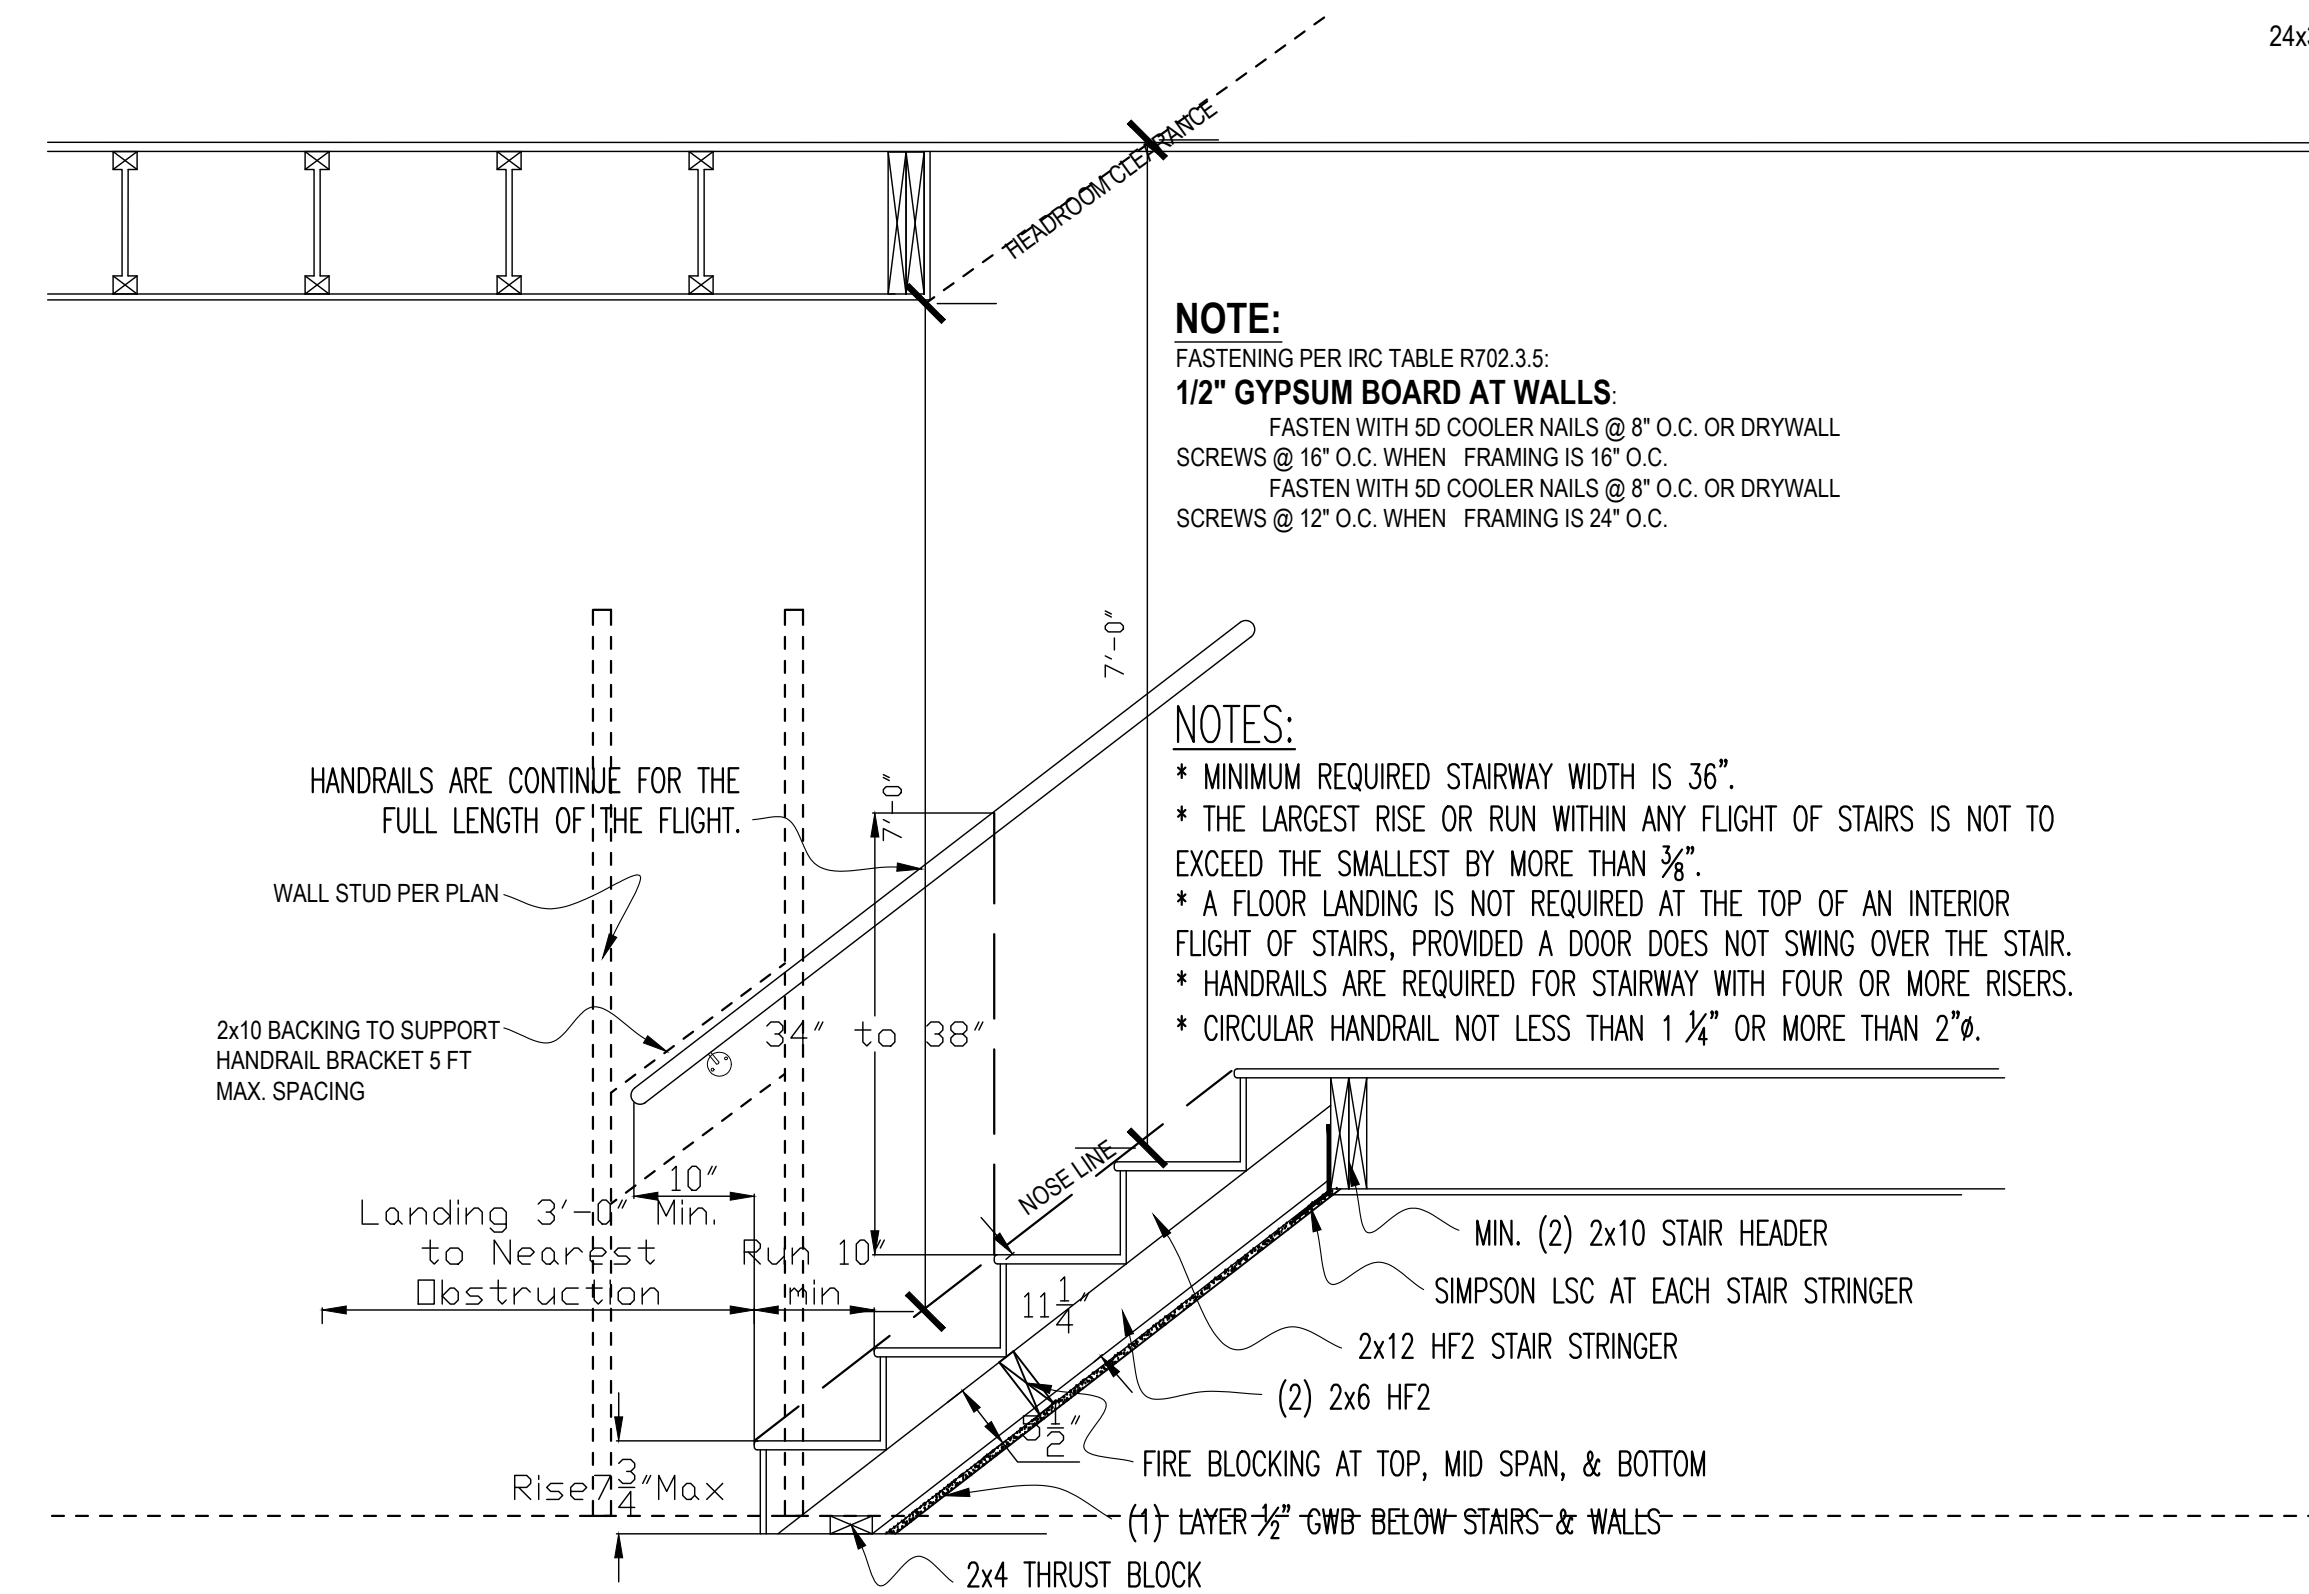 24x
HEADROOM CLEARANCE
NOTE:
FASTENING PER IRC TABLE R702.3.5:
1/2" GYPSUM BOARD AT WALLS:
FASTEN WITH 5D COOLER NAILS @ 8" O.C. OR DRYWALL
SCREWS @ 16" O.C. WHEN FRAMING IS 16" O.C.
FASTEN WITH 5D COOLER NAILS @ 8" O.C. OR DRYWALL
SCREWS @ 12" O.C. WHEN FRAMING IS 24" O.C.
7'-0"
7'-0"
HANDRAILS ARE CONTINUE FOR THE
FULL LENGTH OF THE FLIGHT.
WALL STUD PER PLAN
2x10 BACKING TO SUPPORT
HANDRAIL BRACKET 5 FT
MAX. SPACING
34" to 38"
NOTES:
* MINIMUM REQUIRED STAIRWAY WIDTH IS 36”.
* THE LARGEST RISE OR RUN WITHIN ANY FLIGHT OF STAIRS IS NOT TO
EXCEED THE SMALLEST BY MORE THAN ⅜”.
* A FLOOR LANDING IS NOT REQUIRED AT THE TOP OF AN INTERIOR
FLIGHT OF STAIRS, PROVIDED A DOOR DOES NOT SWING OVER THE STAIR.
* HANDRAILS ARE REQUIRED FOR STAIRWAY WITH FOUR OR MORE RISERS.
* CIRCULAR HANDRAIL NOT LESS THAN 1 ¼” OR MORE THAN 2”ø.
NOSE LINE
10"
Landing 3'-0" Min.
to Nearest
Obstruction
Run 10"
min
11 1/4"
5 1/2"
Rise 7 3/4" Max
MIN. (2) 2x10 STAIR HEADER
SIMPSON LSC AT EACH STAIR STRINGER
2x12 HF2 STAIR STRINGER
(2) 2x6 HF2
FIRE BLOCKING AT TOP, MID SPAN, & BOTTOM
(1) LAYER ½” GWB BELOW STAIRS & WALLS
2x4 THRUST BLOCK